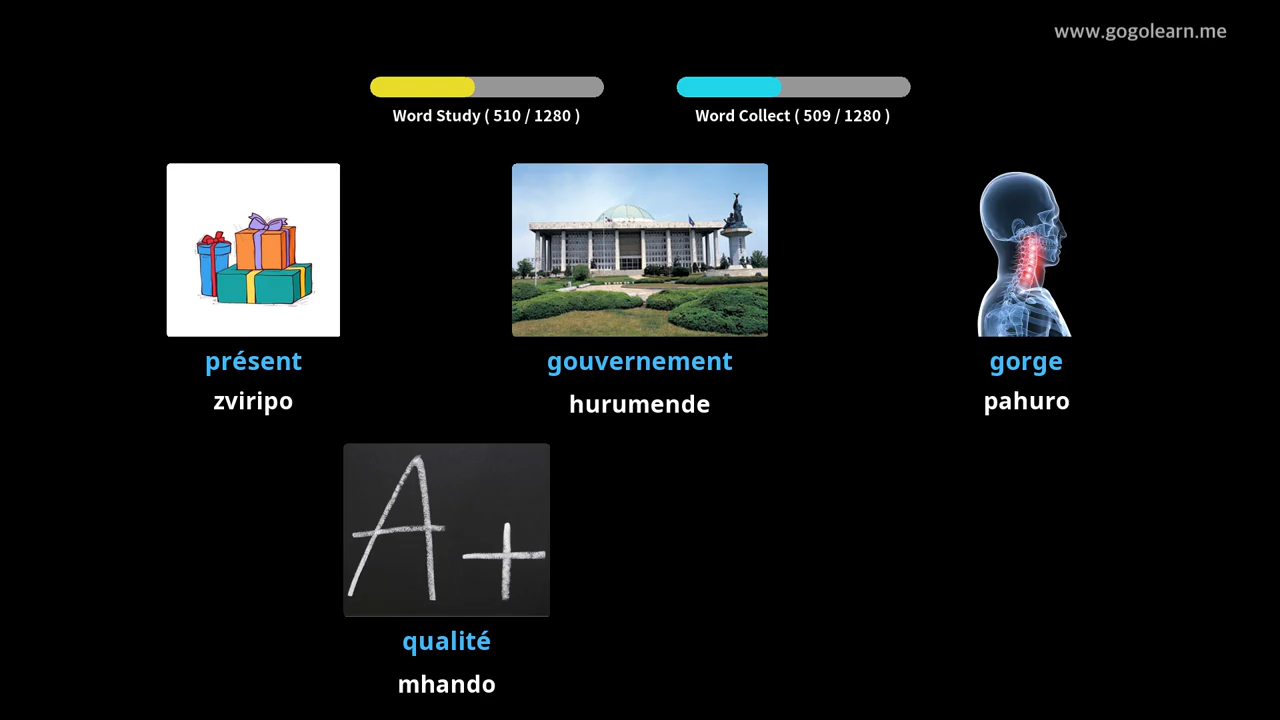 www.gogolearn.me
Word Study ( 510 / 1280 )
Word Collect ( 509 / 1280 )
présent
gouvernement
gorge
zviripo
hurumende
pahuro
A+
qualité
mhando